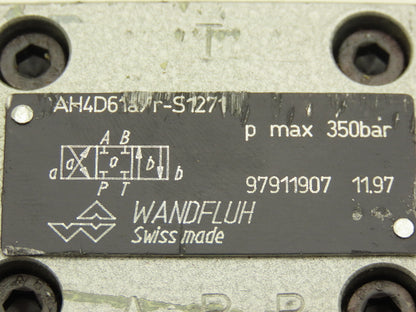 T
p max 350bar
A B
a a b b
P T
97911907 11.97
WANDFLUH
Swiss made